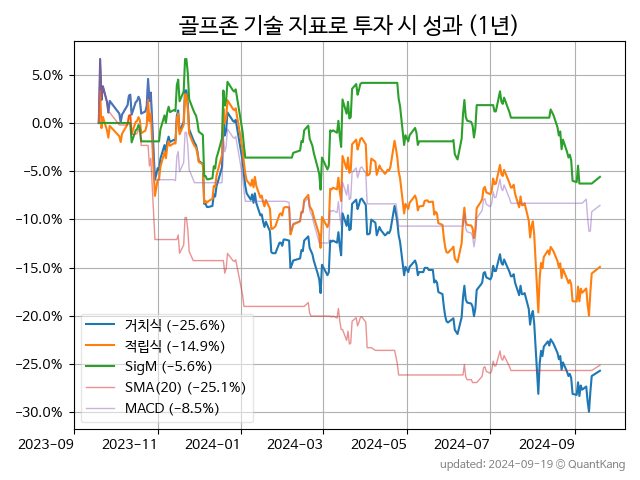 골프존 기술 지표로 투자 시 성과 (1년)
5.0%
0.0%
−5.0%
−10.0%
−15.0%
−20.0%
−25.0%
−30.0%
거치식 (−25.6%)
적립식 (−14.9%)
SigM (−5.6%)
SMA(20) (−25.1%)
MACD (−8.5%)
2023-09 2023-11 2024-01 2024-03 2024-05 2024-07 2024-09
updated: 2024-09-19 © QuantKang